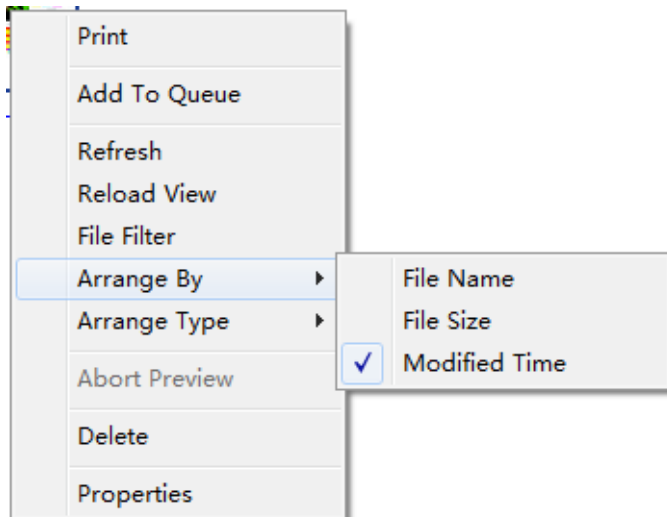 Print
Add To Queue
Refresh
Reload View
File Filter
Arrange By
File Name
Arrange Type
File Size
Modified Time
Abort Preview
Delete
Properties